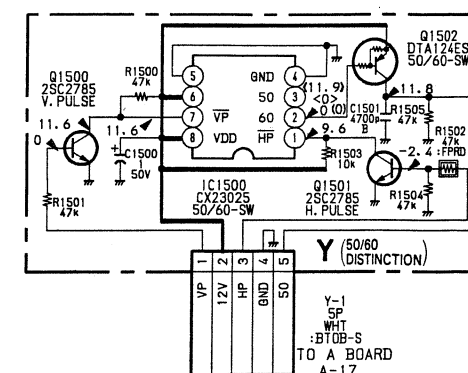 Q1502
DTA124ES
50/60-SW
Q1500
2SC2785
V.PULSE
R1500
47k
5
6
7
8
GND
50
60
HP
VP
VDD
4
3
2
1
(11.9)
<0>
0 (0)
11.8
C1501
4700p
B
R1505
47k
R1502
47k
:FPRD
11.6
0
11.6
9.6
-2.4
+
C1500
1
50V
R1503
10k
R1501
47k
IC1500
CX23025
50/60-SW
Q1501
2SC2785
H.PULSE
R1504
47k
Y (50/60 DISTINCTION)
1 2 3 4 5
VP 12V HP GND 50
Y-1
5P
WHT
:BTOB-S
TO A BOARD
A-17